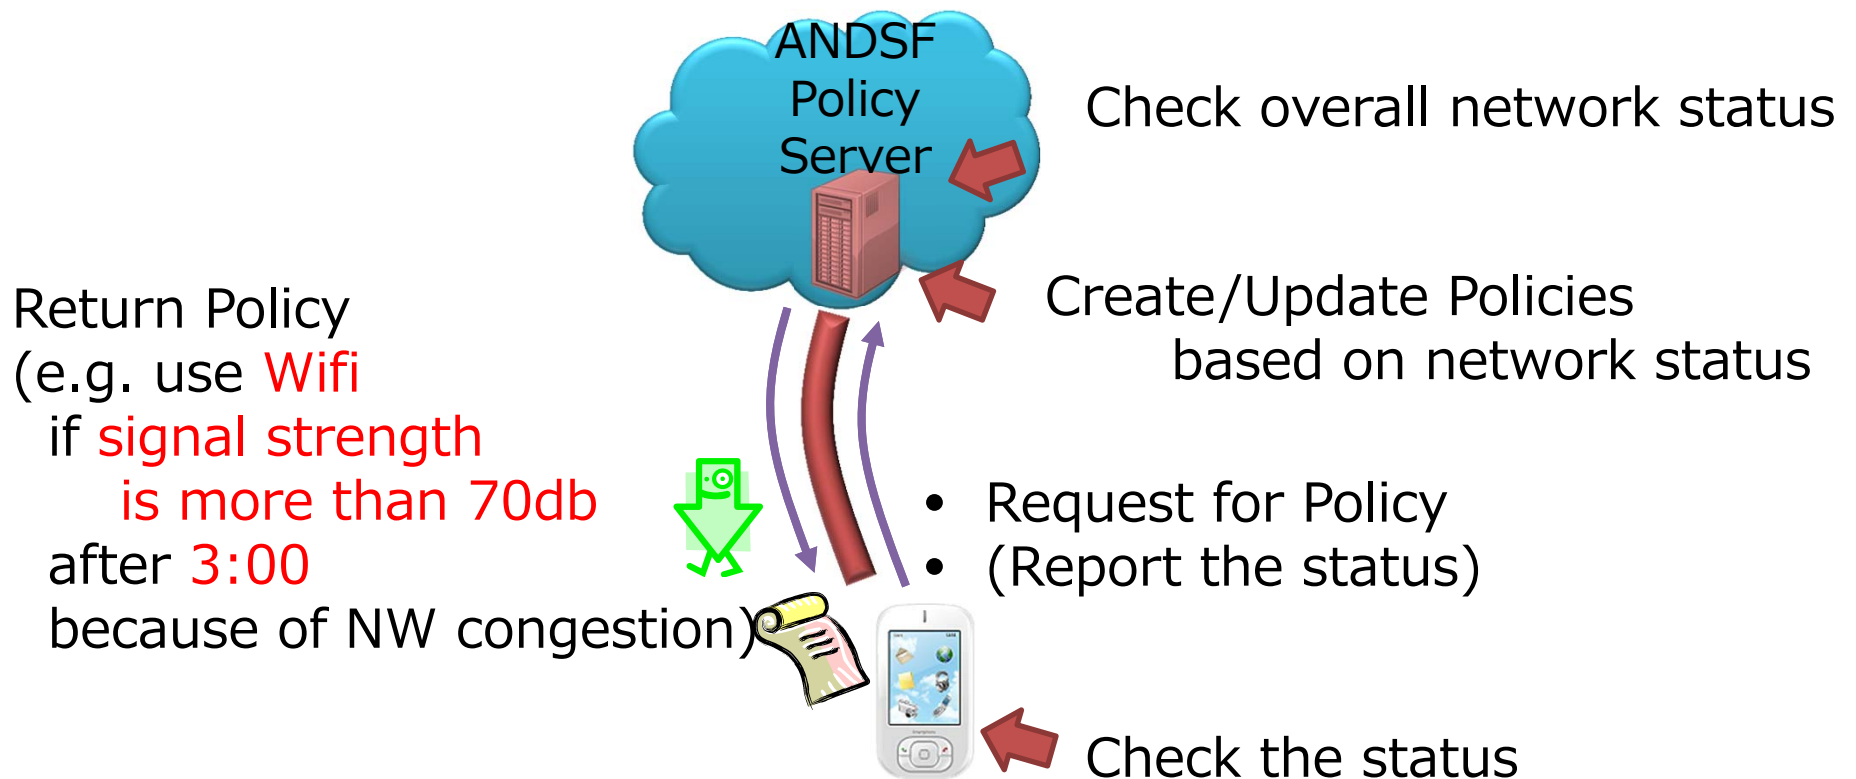 ANDSF
Policy
Server
Check overall network status
Create/Update Policies
based on network status
Return Policy
(e.g. use Wifi
if signal strength
is more than 70db
after 3:00
because of NW congestion)
• Request for Policy
• (Report the status)
Check the status